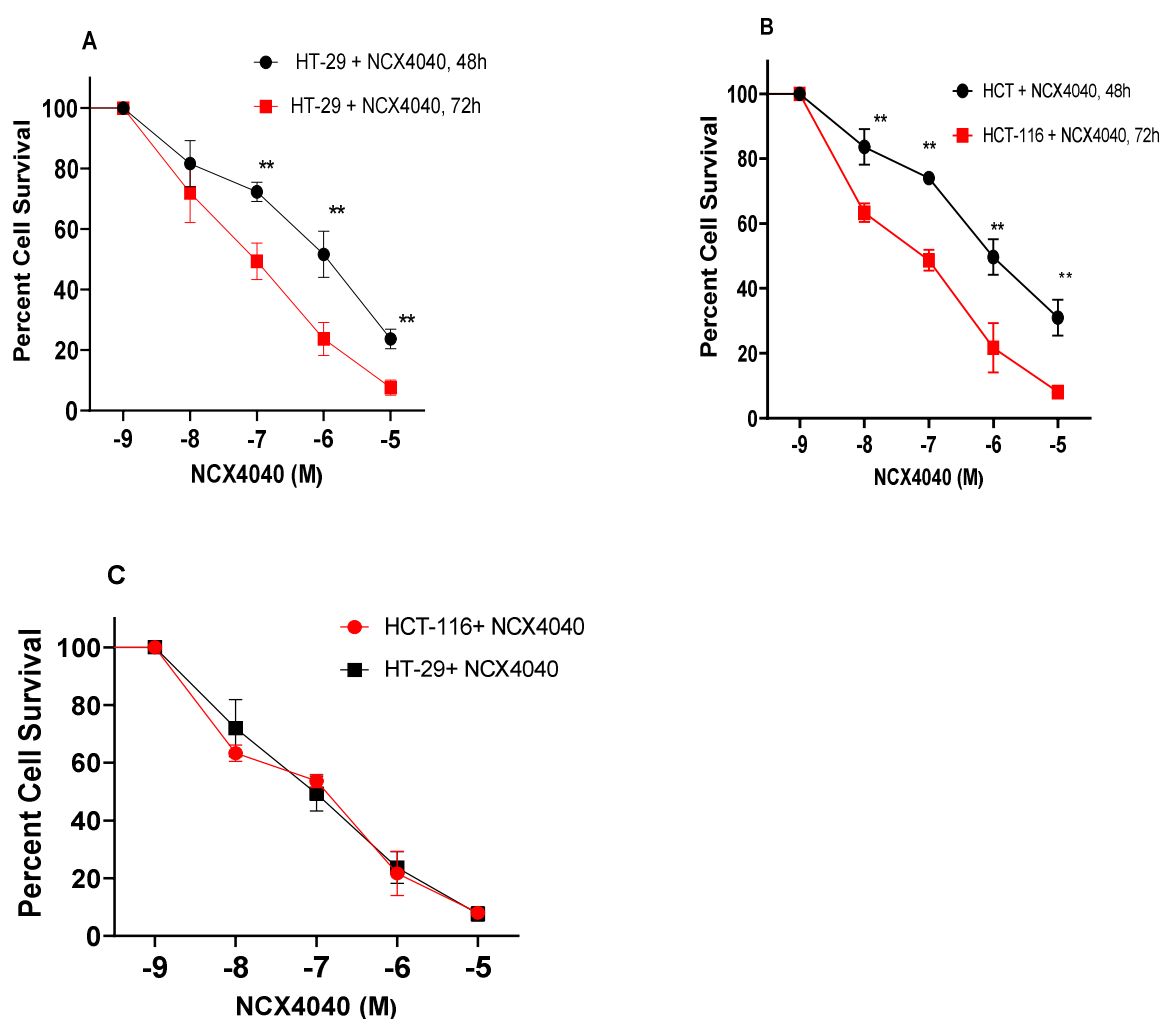 A
HT-29 + NCX4040, 48h
HT-29 + NCX4040, 72h
Percent Cell Survival
100
80
60
40
20
0
**
**
**
-9 -8 -7 -6 -5
NCX4040 (M)
B
HCT + NCX4040, 48h
HCT-116 + NCX4040, 72h
Percent Cell Survival
100
80
60
40
20
0
**
**
**
**
-9 -8 -7 -6 -5
NCX4040 (M)
C
HCT-116+ NCX4040
HT-29+ NCX4040
Percent Cell Survival
100
80
60
40
20
0
-9 -8 -7 -6 -5
NCX4040 (M)